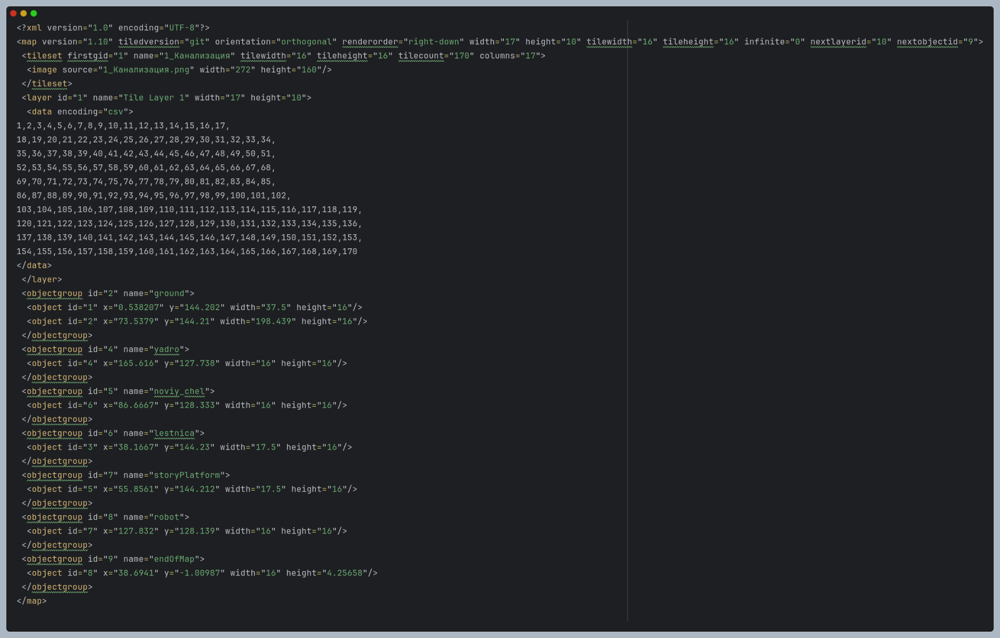 <?xml version="1.0" encoding="UTF-8"?>
<map version="1.10" tiledversion="git" orientation="orthogonal" renderorder="right-down" width="17" height="10" tilewidth="16" tileheight="16" infinite="0" nextlayerid="10" nextobjectid="9">
 <tileset firstgid="1" name="1_Канализация" tilewidth="16" tileheight="16" tilecount="170" columns="17">
  <image source="1_Канализация.png" width="272" height="160"/>
 </tileset>
 <layer id="1" name="Tile Layer 1" width="17" height="10">
  <data encoding="csv">
1,2,3,4,5,6,7,8,9,10,11,12,13,14,15,16,17,
18,19,20,21,22,23,24,25,26,27,28,29,30,31,32,33,34,
35,36,37,38,39,40,41,42,43,44,45,46,47,48,49,50,51,
52,53,54,55,56,57,58,59,60,61,62,63,64,65,66,67,68,
69,70,71,72,73,74,75,76,77,78,79,80,81,82,83,84,85,
86,87,88,89,90,91,92,93,94,95,96,97,98,99,100,101,102,
103,104,105,106,107,108,109,110,111,112,113,114,115,116,117,118,119,
120,121,122,123,124,125,126,127,128,129,130,131,132,133,134,135,136,
137,138,139,140,141,142,143,144,145,146,147,148,149,150,151,152,153,
154,155,156,157,158,159,160,161,162,163,164,165,166,167,168,169,170
</data>
 </layer>
 <objectgroup id="2" name="ground">
  <object id="1" x="0.538207" y="144.202" width="37.5" height="16"/>
  <object id="2" x="73.5379" y="144.21" width="198.439" height="16"/>
 </objectgroup>
 <objectgroup id="4" name="yadro">
  <object id="4" x="165.616" y="127.738" width="16" height="16"/>
 </objectgroup>
 <objectgroup id="5" name="noviy_chel">
  <object id="6" x="86.6667" y="128.333" width="16" height="16"/>
 </objectgroup>
 <objectgroup id="6" name="lestnica">
  <object id="3" x="38.1667" y="144.23" width="17.5" height="16"/>
 </objectgroup>
 <objectgroup id="7" name="storyPlatform">
  <object id="5" x="55.8561" y="144.212" width="17.5" height="16"/>
 </objectgroup>
 <objectgroup id="8" name="robot">
  <object id="7" x="127.832" y="128.139" width="16" height="16"/>
 </objectgroup>
 <objectgroup id="9" name="endOfMap">
  <object id="8" x="38.6941" y="-1.00987" width="16" height="4.25658"/>
 </objectgroup>
</map>